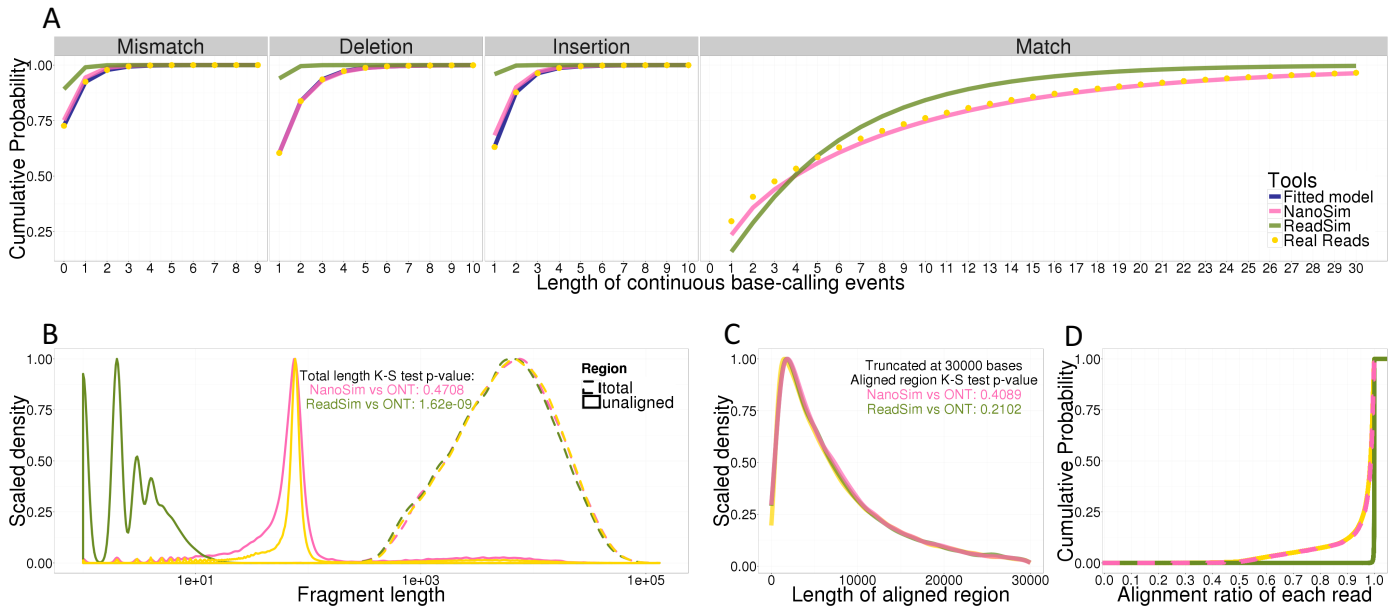 A
Mismatch Deletion Insertion Match
Cumulative Probability
1.00
0.75
0.50
0.25
0 1 2 3 4 5 6 7 8 9
1 2 3 4 5 6 7 8 9 10
1 2 3 4 5 6 7 8 9 10
0 1 2 3 4 5 6 7 8 9 10 11 12 13 14 15 16 17 18 19 20 21 22 23 24 25 26 27 28 29 30
Length of continuous base-calling events
Tools
Fitted model
NanoSim
ReadSim
Real Reads
B
Scaled density
1.00
0.75
0.50
0.25
0.00
Total length K-S test p-value:
NanoSim vs ONT: 0.4708
ReadSim vs ONT: 1.62e-09
Region
total
unaligned
1e+01 1e+03 1e+05
Fragment length
C
Scaled density
1.00
0.75
0.50
0.25
0.00
Truncated at 30000 bases
Aligned region K-S test p-value
NanoSim vs ONT: 0.4089
ReadSim vs ONT: 0.2102
0 10000 20000 30000
Length of aligned region
D
Cumulative Probability
1.00
0.75
0.50
0.25
0.00
0.0 0.1 0.2 0.3 0.4 0.5 0.6 0.7 0.8 0.9 1.0
Alignment ratio of each read